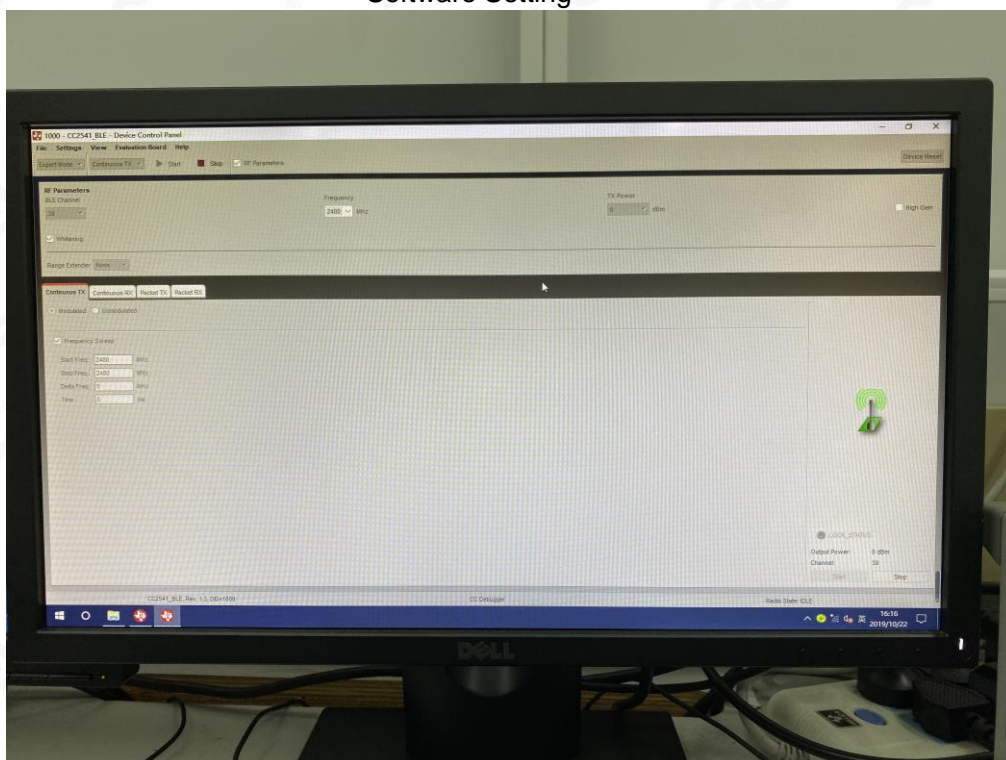 Software Setting
1000 - CC2541_BLE - Device Control Panel
File Settings View Evaluation Board Help
Expert Mode Continuous TX Start Stop RF Parameters
Device Reset
RF Parameters
BLE Channel
39
Frequency
2480 MHz
TX Power
0 dBm
High Gain
Whitening
Range Extender None
Continuous TX Continuous RX Packet TX Packet RX
Modulated Unmodulated
Frequency Sweep
Start Freq. 2480 MHz
Stop Freq. 2480 MHz
Delta Freq. 0 MHz
Time: 0 ms
LOCK_STATUS
Output Power: 0 dBm
Channel: 39
Start Stop
CC2541_BLE, Rev. 1.3, DID=1000
CC Debugger
Radio State: IDLE
英
16:16
2019/10/22
DELL